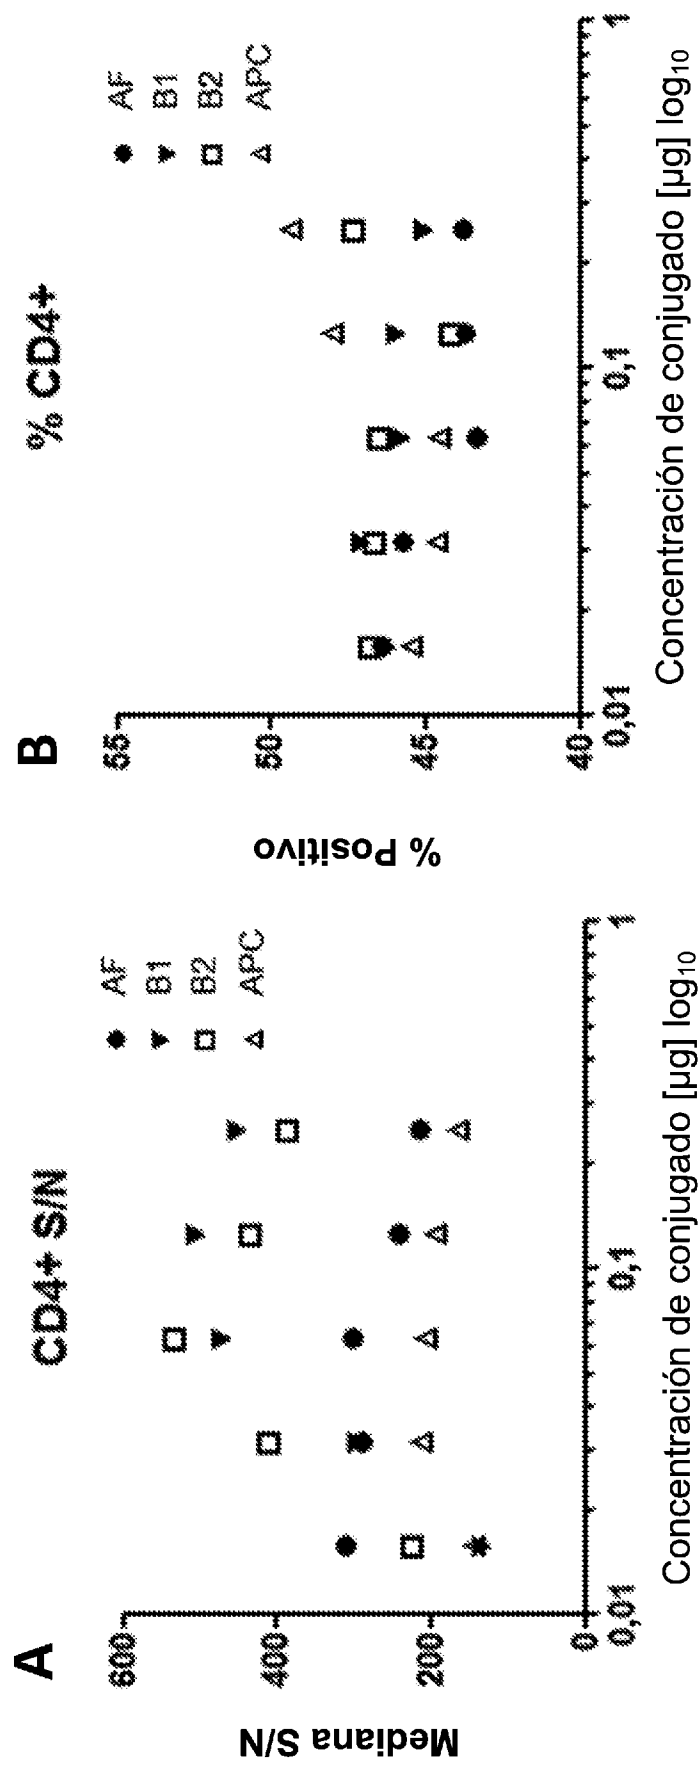 A
CD4+ S/N
Mediana S/N
600
400
200
0
0,01
0,1
1
AF
B1
B2
APC
Concentración de conjugado [µg] log10
B
% CD4+
% Positivo
55
50
45
40
0,01
0,1
1
AF
B1
B2
APC
Concentración de conjugado [µg] log10